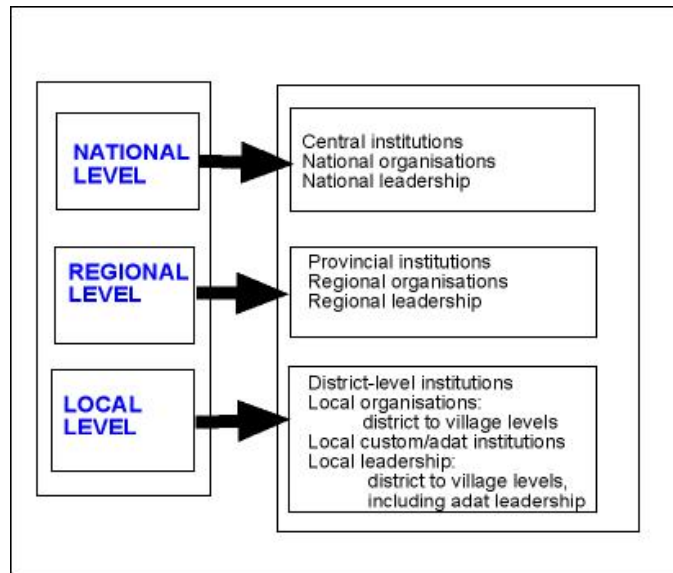 NATIONAL
LEVEL
Central institutions
National organisations
National leadership
REGIONAL
LEVEL
Provincial institutions
Regional organisations
Regional leadership
LOCAL
LEVEL
District-level institutions
Local organisations:
district to village levels
Local custom/adat institutions
Local leadership:
district to village levels,
including adat leadership